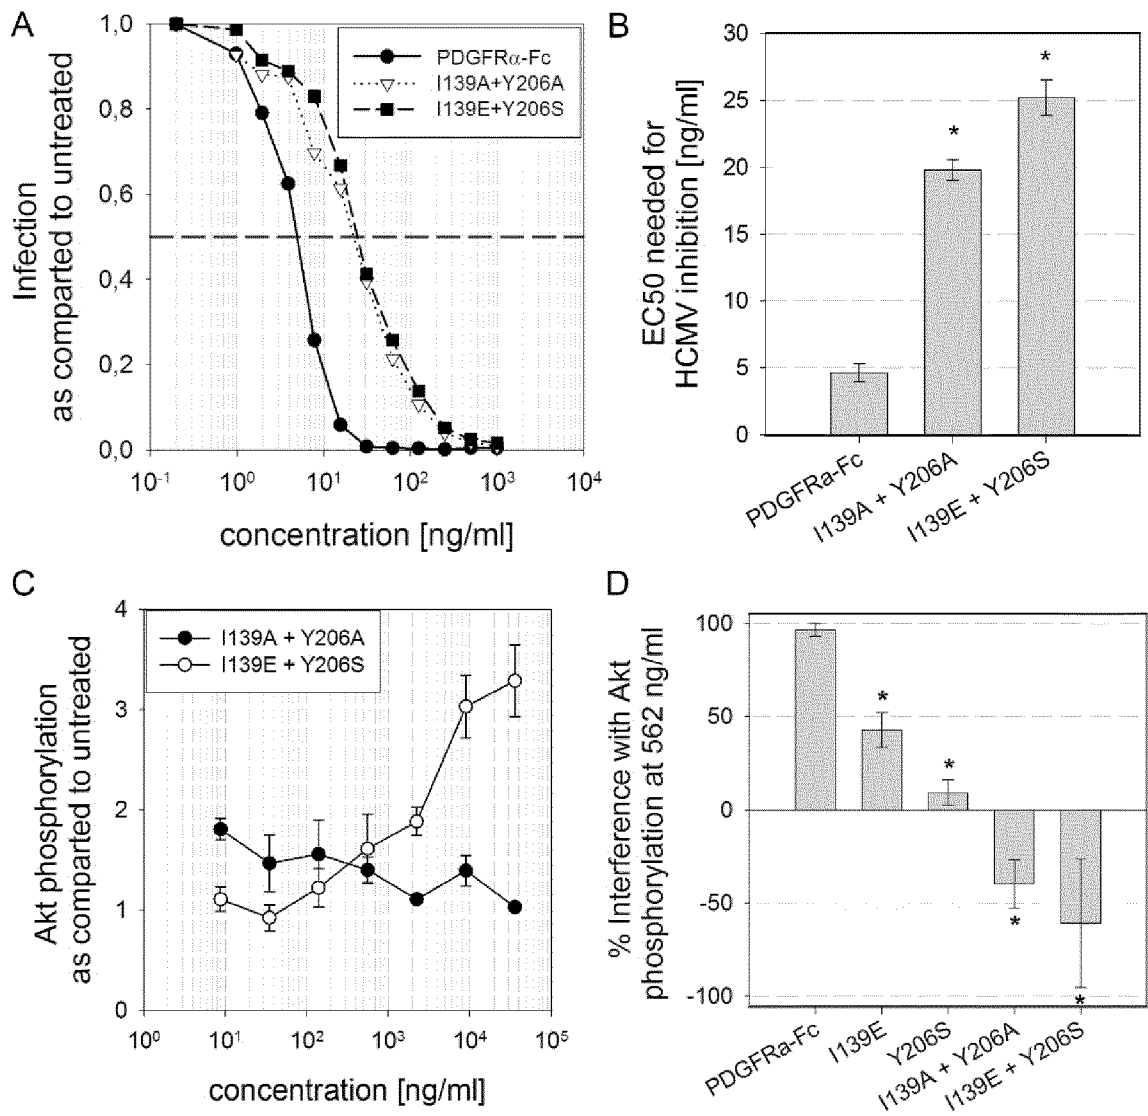 A
Infection
as comparted to untreated
1,0
0,8
0,6
0,4
0,2
0,0
PDGFRα-Fc
I139A+Y206A
I139E+Y206S
10-1
100
101
102
103
104
concentration [ng/ml]
B
EC50 needed for
HCMV inhibition [ng/ml]
30
25
20
15
10
5
0
*
*
PDGFRa-Fc
I139A + Y206A
I139E + Y206S
C
Akt phosphorylation
as comparted to untreated
4
3
2
1
0
I139A + Y206A
I139E + Y206S
10⁰
10¹
10²
10³
10⁴
10⁵
concentration [ng/ml]
D
% Interference with Akt
phosphorylation at 562 ng/ml
100
50
0
-50
-100
*
*
*
*
PDGFRa-Fc
I139E
Y206S
I139A + Y206A
I139E + Y206S